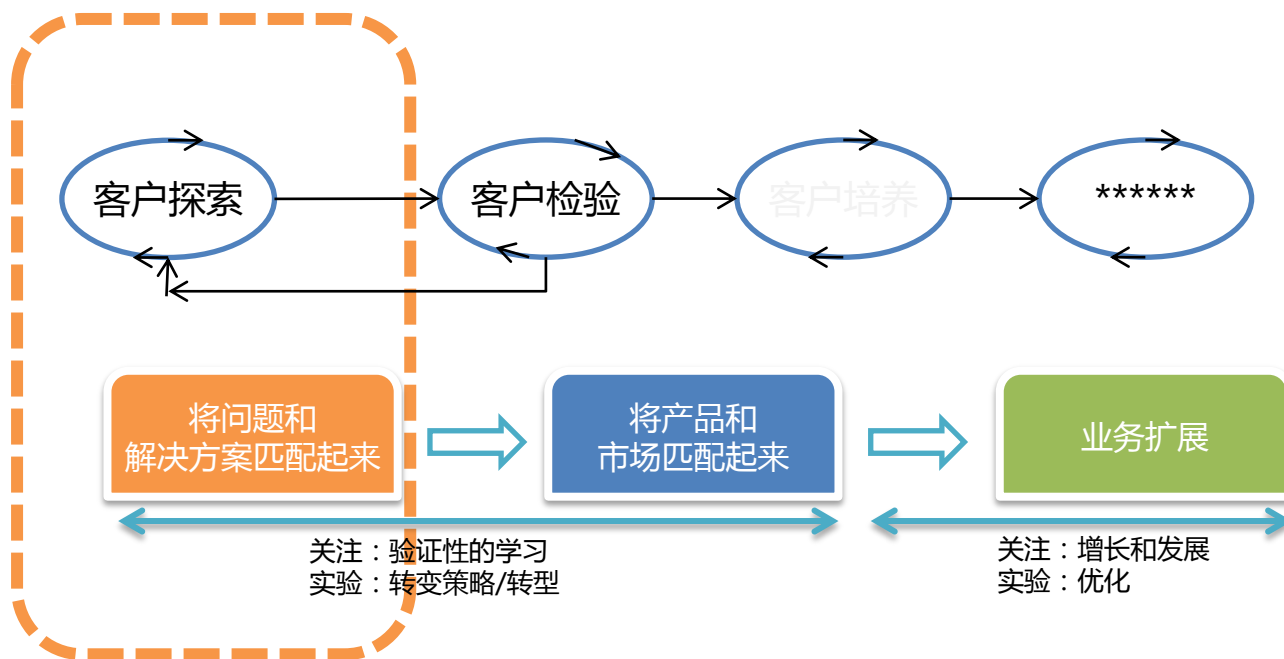 客户探索
客户检验
客户培养
******
将问题和
解决方案匹配起来
将产品和
市场匹配起来
业务扩展
关注：验证性的学习
实验：转变策略/转型
关注：增长和发展
实验：优化